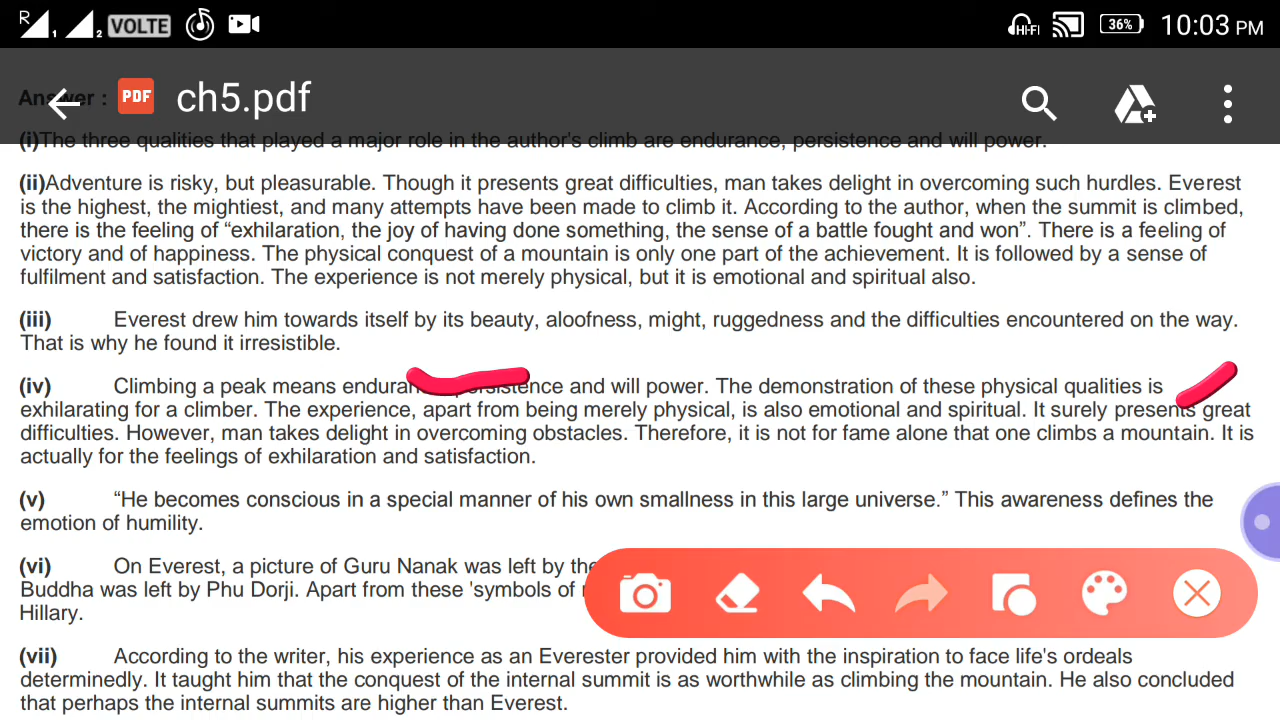 R 1 2 VOLTE HI-FI 36% 10:03 PM
Answer : PDF ch5.pdf
(i)The three qualities that played a major role in the author's climb are endurance, persistence and will power.
(ii)Adventure is risky, but pleasurable. Though it presents great difficulties, man takes delight in overcoming such hurdles. Everest
is the highest, the mightiest, and many attempts have been made to climb it. According to the author, when the summit is climbed,
there is the feeling of “exhilaration, the joy of having done something, the sense of a battle fought and won”. There is a feeling of
victory and of happiness. The physical conquest of a mountain is only one part of the achievement. It is followed by a sense of
fulfilment and satisfaction. The experience is not merely physical, but it is emotional and spiritual also.
(iii) Everest drew him towards itself by its beauty, aloofness, might, ruggedness and the difficulties encountered on the way.
That is why he found it irresistible.
(iv) Climbing a peak means endurance, persistence and will power. The demonstration of these physical qualities is
exhilarating for a climber. The experience, apart from being merely physical, is also emotional and spiritual. It surely presents great
difficulties. However, man takes delight in overcoming obstacles. Therefore, it is not for fame alone that one climbs a mountain. It is
actually for the feelings of exhilaration and satisfaction.
(v) “He becomes conscious in a special manner of his own smallness in this large universe.” This awareness defines the
emotion of humility.
(vi) On Everest, a picture of Guru Nanak was left by the
Buddha was left by Phu Dorji. Apart from these 'symbols of
Hillary.
(vii) According to the writer, his experience as an Everester provided him with the inspiration to face life's ordeals
determinedly. It taught him that the conquest of the internal summit is as worthwhile as climbing the mountain. He also concluded
that perhaps the internal summits are higher than Everest.